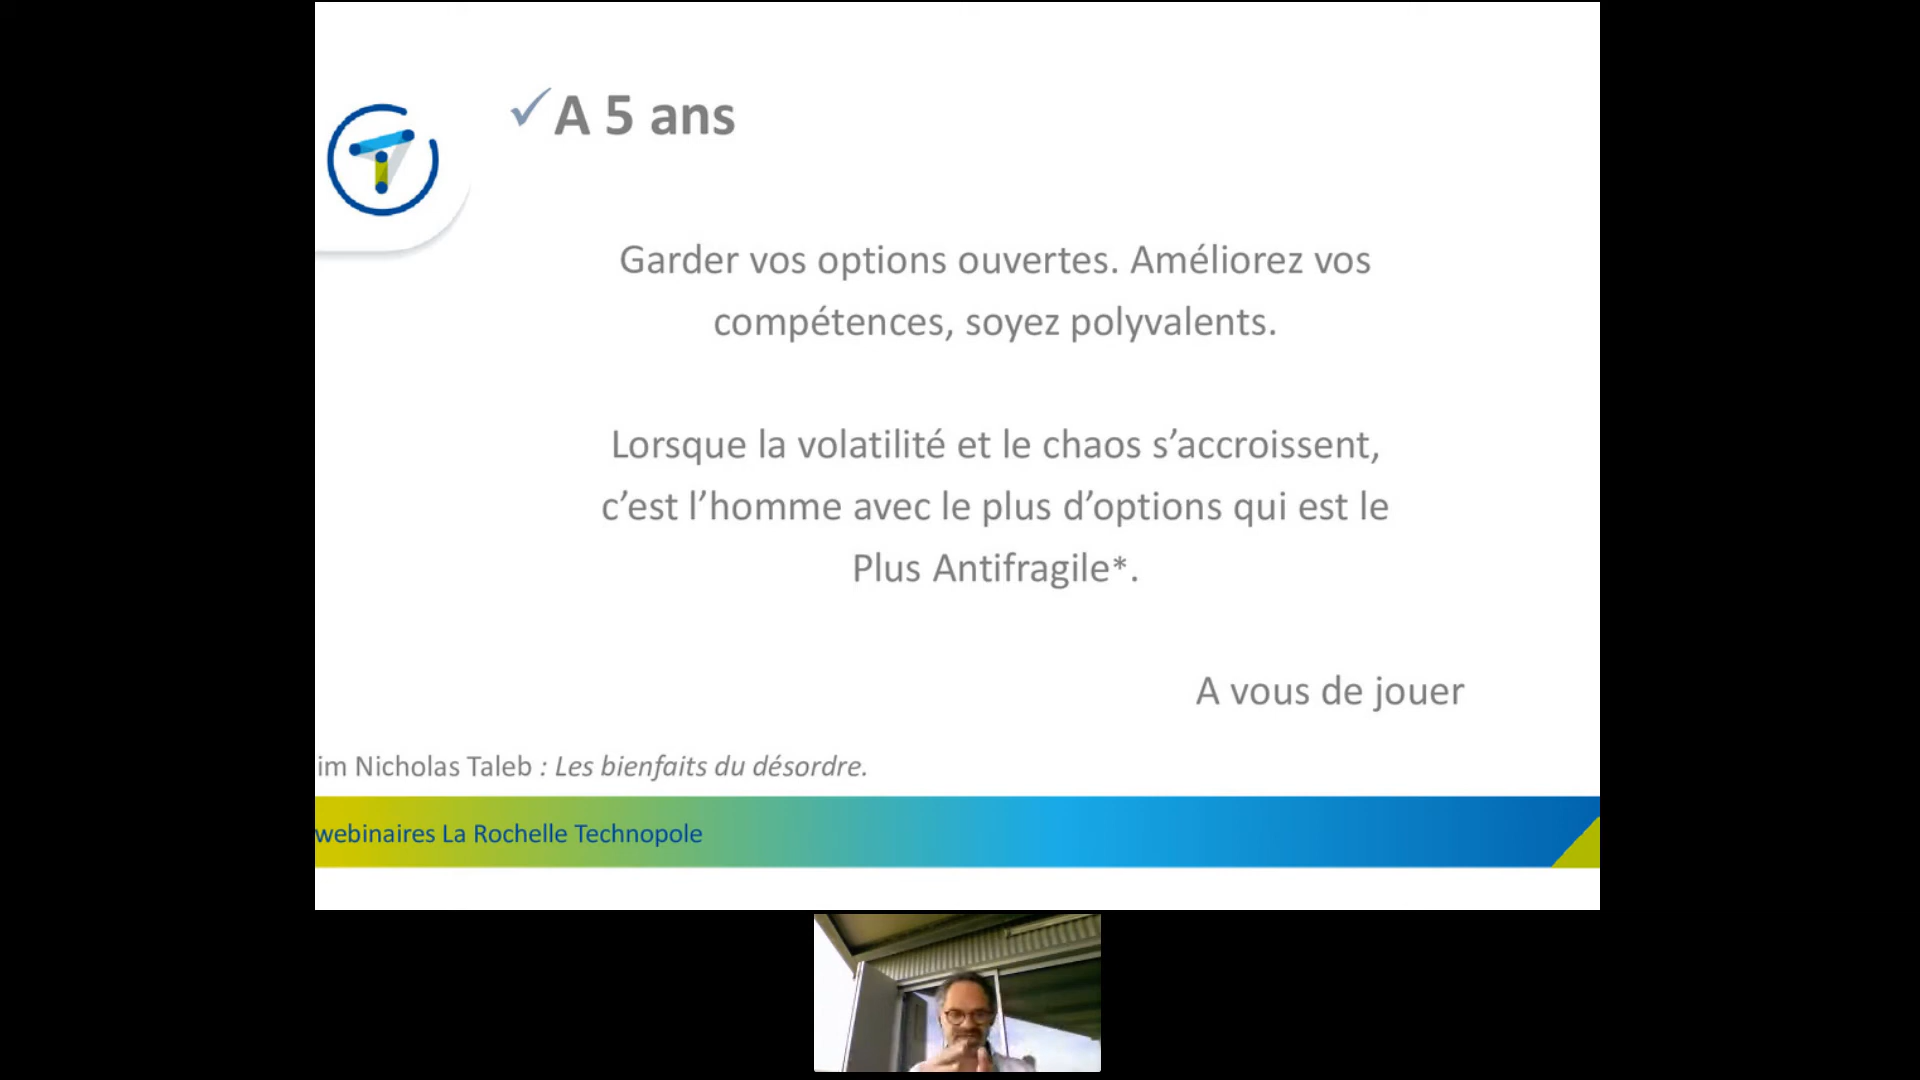 A 5 ans
Garder vos options ouvertes. Améliorez vos
compétences, soyez polyvalents.
Lorsque la volatilité et le chaos s’accroissent,
c’est l’homme avec le plus d’options qui est le
Plus Antifragile*.
A vous de jouer
im Nicholas Taleb : Les bienfaits du désordre.
webinaires La Rochelle Technopole